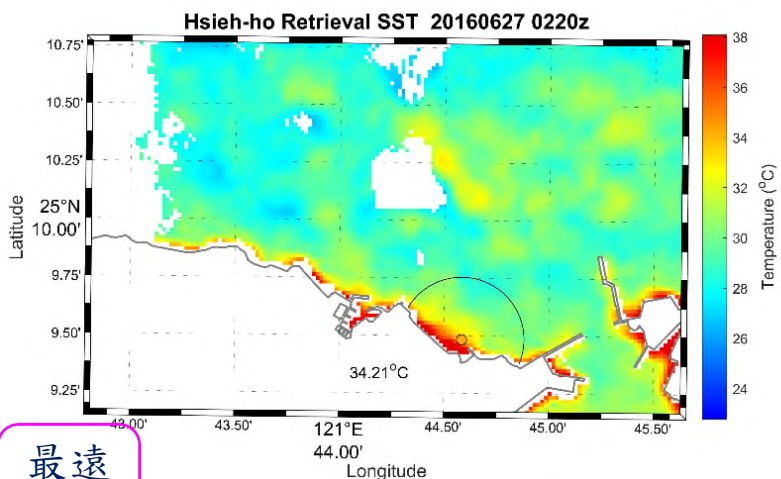 Hsieh-ho Retrieval SST 20160627 0220z
10.75'
10.50'
10.25'
25°N
10.00'
9.75'
9.50'
9.25'
Latitude
34.21°C
43.00'
43.50'
121°E
44.00'
44.50'
45.00'
45.50'
Longitude
38
36
34
32
30
28
26
24
Temperature (°C)
最遠